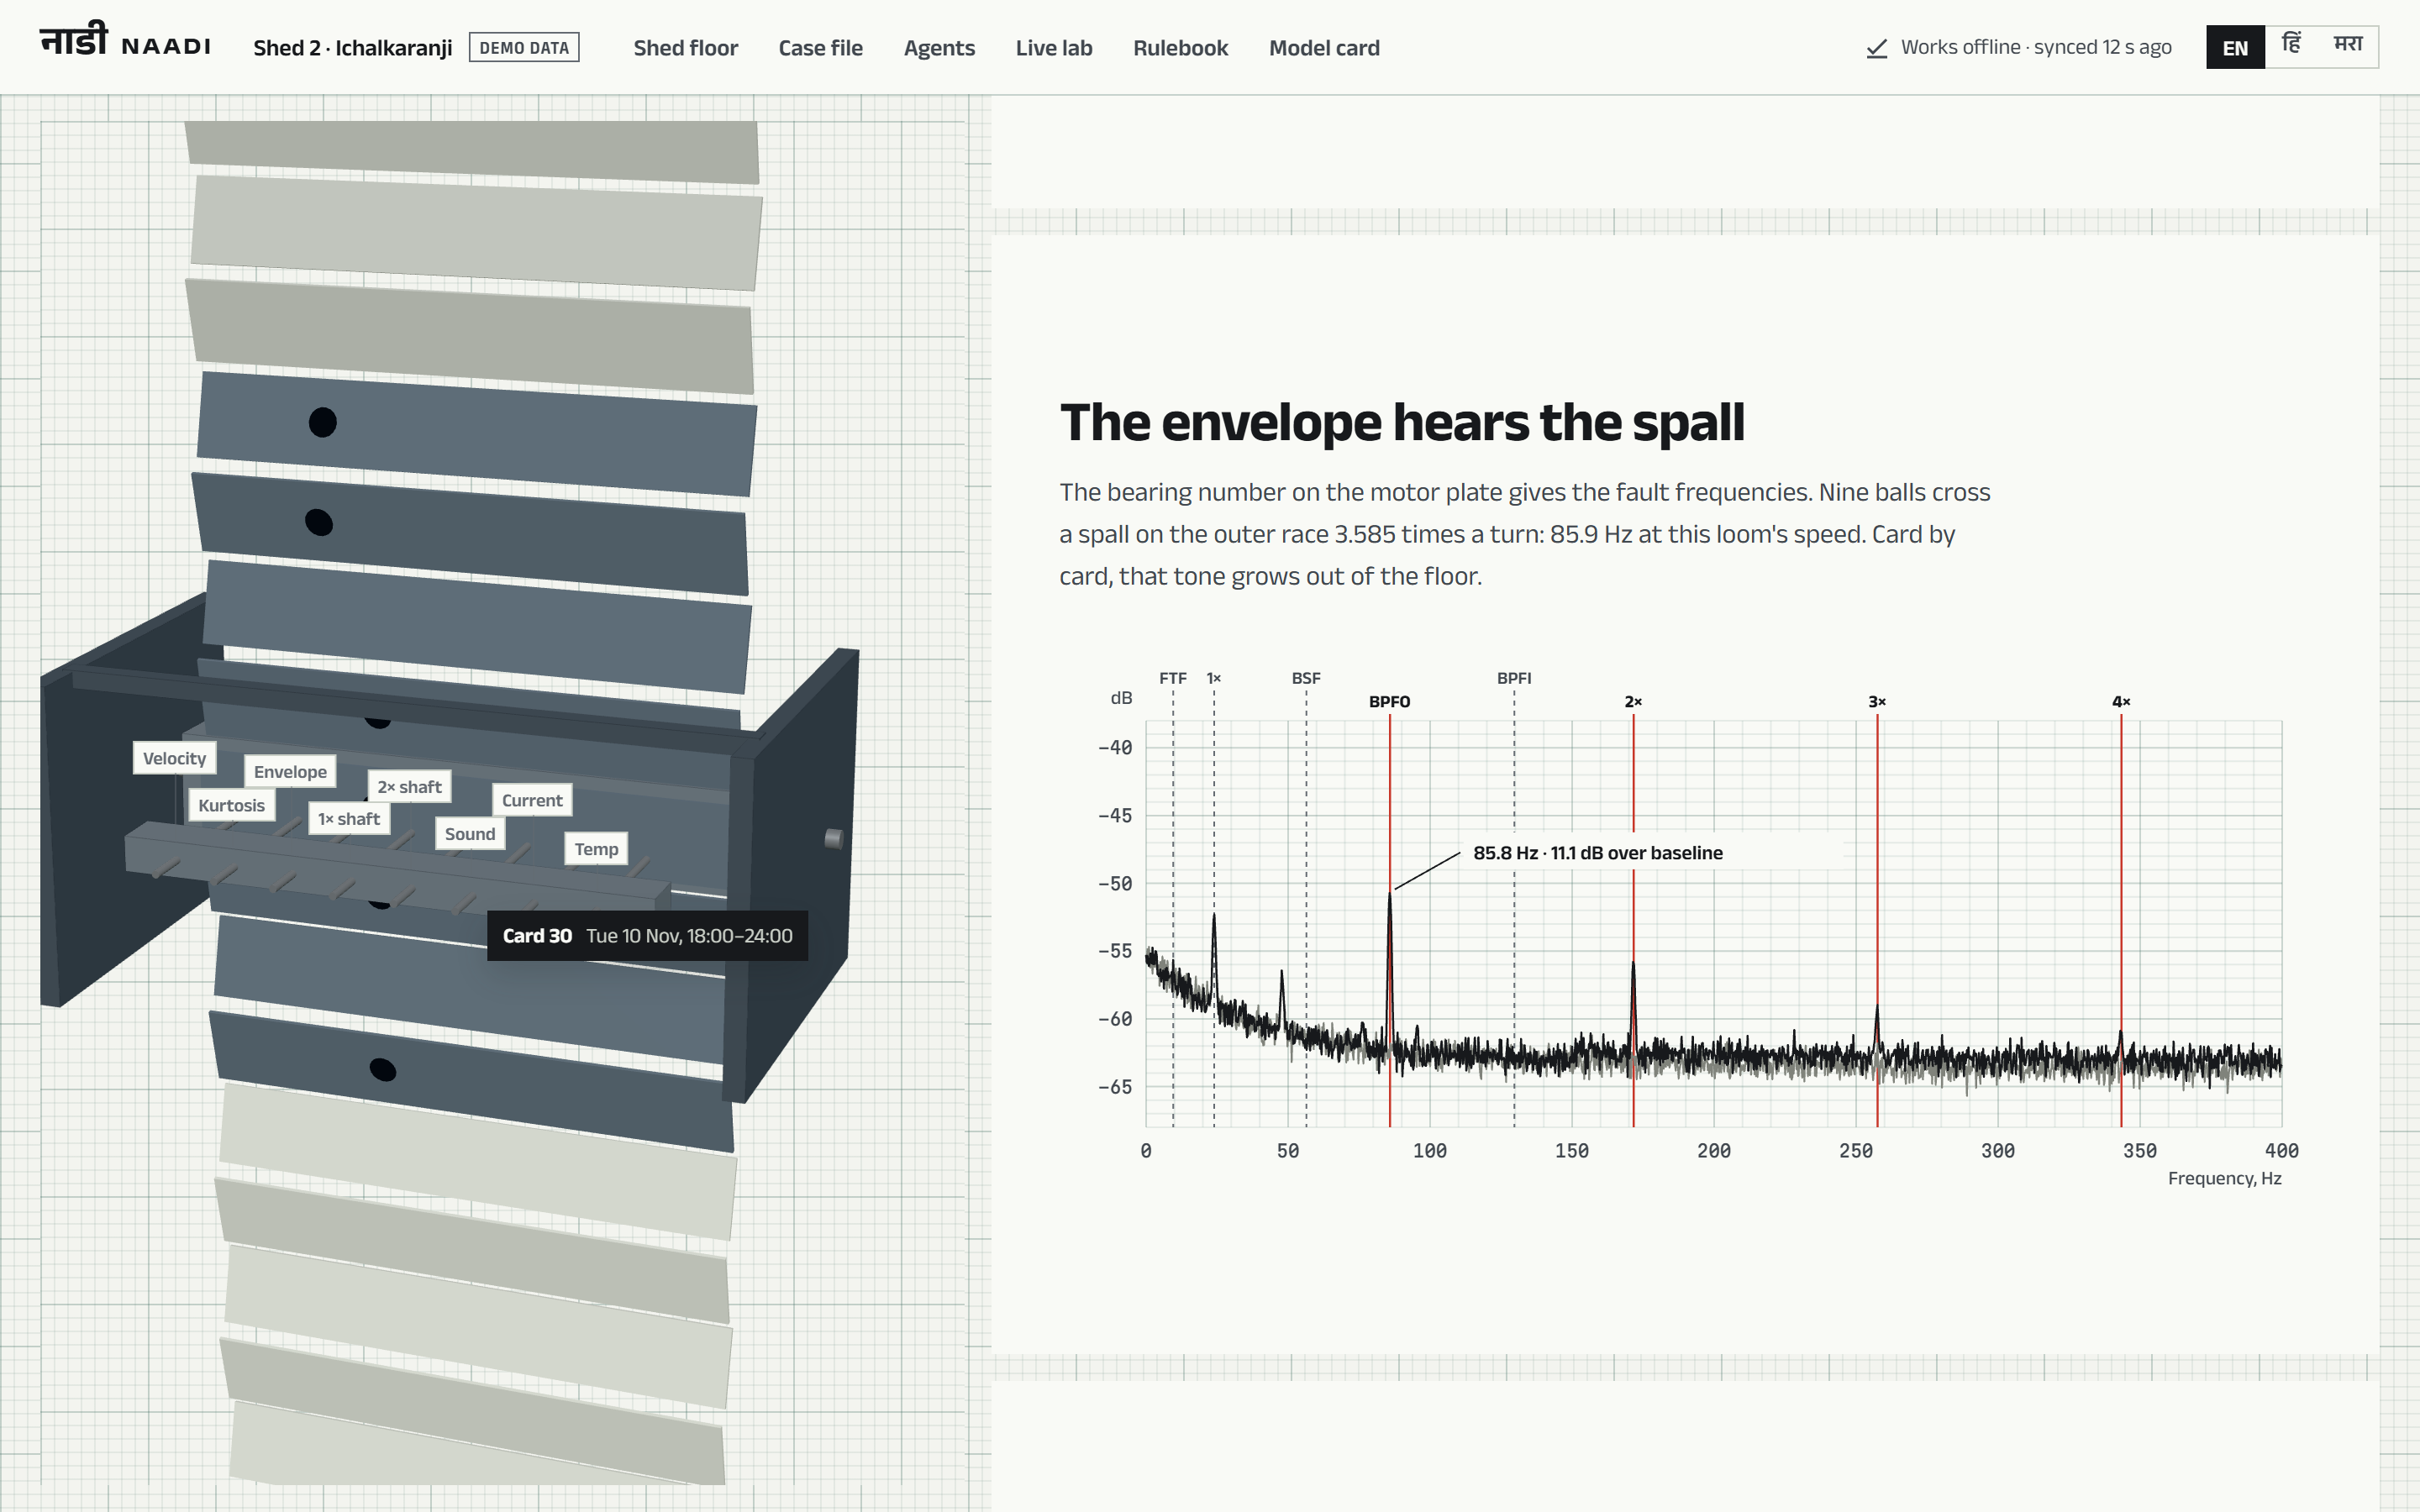 नाडी NAADI
Shed 2 · Ichalkaranji
DEMO DATA
Shed floor
Case file
Agents
Live lab
Rulebook
Model card
Works offline · synced 12 s ago
EN
हिं
मरा
Velocity
Envelope
2× shaft
Current
Kurtosis
1× shaft
Sound
Temp
Card 30 Tue 10 Nov, 18:00–24:00
The envelope hears the spall
The bearing number on the motor plate gives the fault frequencies. Nine balls cross
a spall on the outer race 3.585 times a turn: 85.9 Hz at this loom's speed. Card by
card, that tone grows out of the floor.
FTF 1× BSF BPFI
dB BPFO 2× 3× 4×
−40
−45
85.8 Hz · 11.1 dB over baseline
−50
−55
−60
−65
0 50 100 150 200 250 300 350 400
Frequency, Hz